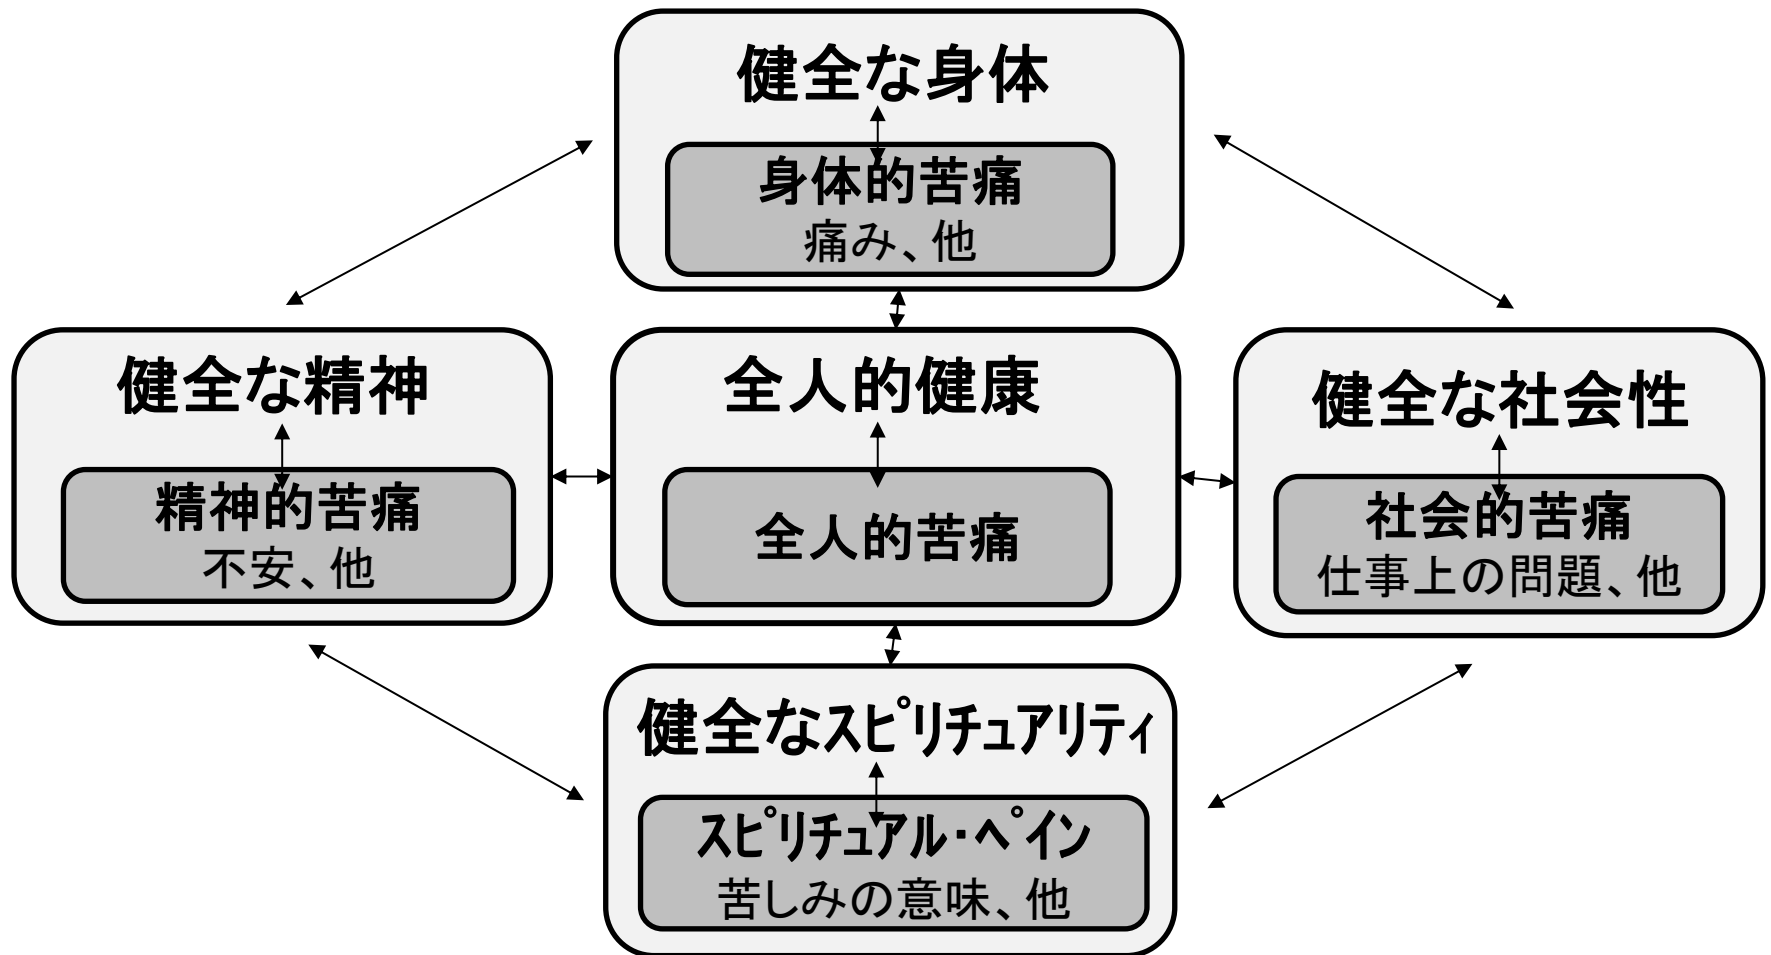 健全な身体
身体的苦痛
痛み、他
健全な精神
精神的苦痛
不安、他
全人的健康
全人的苦痛
健全な社会性
社会的苦痛
仕事上の問題、他
健全なｽﾋﾟﾘﾁｭｱﾘﾃｨ
ｽﾋﾟﾘﾁｭｱﾙ･ﾍﾟｲﾝ
苦しみの意味、他